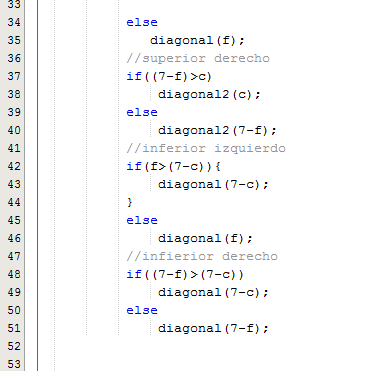 33
34 else
35 diagonal(f);
36 //superior derecho
37 if((7-f)>c)
38 diagonal2(c);
39 else
40 diagonal2(7-f);
41 //inferior izquierdo
42 if(f>(7-c)){
43 diagonal(7-c);
44 }
45 else
46 diagonal(f);
47 //infierior derecho
48 if((7-f)>(7-c))
49 diagonal(7-c);
50 else
51 diagonal(7-f);
52
53